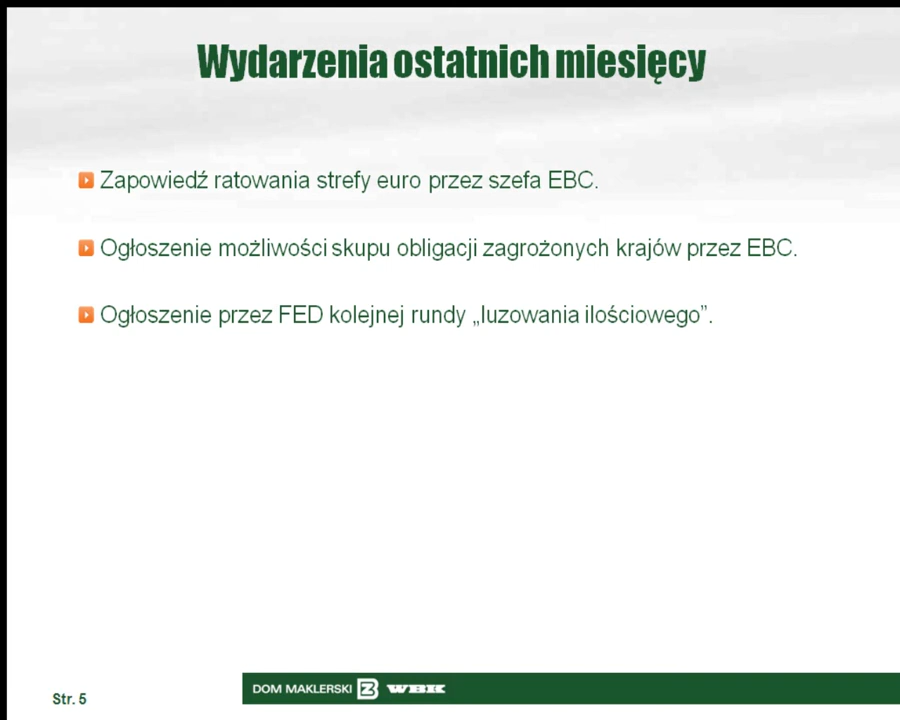 Wydarzenia ostatnich miesięcy
Zapowiedź ratowania strefy euro przez szefa EBC.
Ogłoszenie możliwości skupu obligacji zagrożonych krajów przez EBC.
Ogłoszenie przez FED kolejnej rundy „luzowania ilościowego”.
Str. 5
DOM MAKLERSKI Z WBK